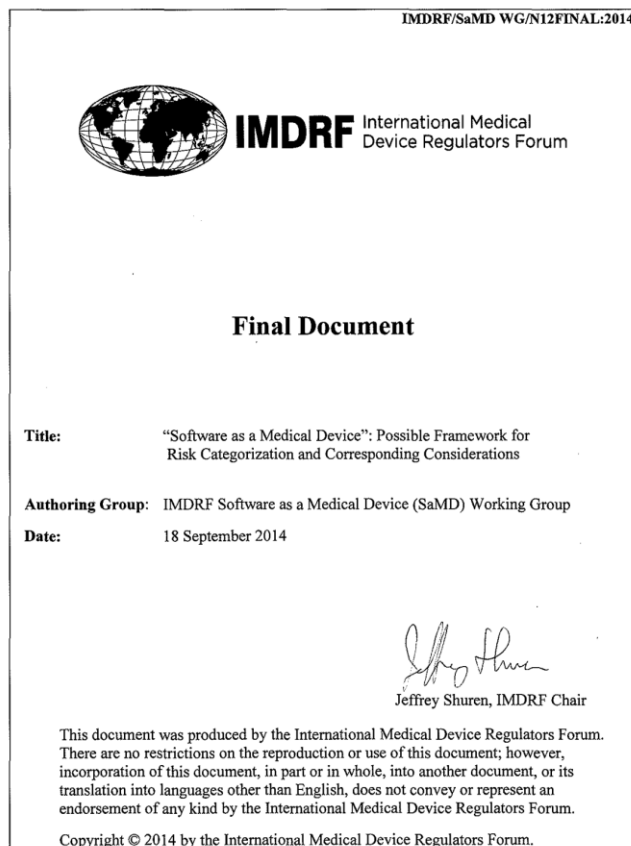 IMDRF/SaMD WG/N12FINAL:2014
IMDRF International Medical
Device Regulators Forum
Final Document
Title: "Software as a Medical Device": Possible Framework for
Risk Categorization and Corresponding Considerations
Authoring Group: IMDRF Software as a Medical Device (SaMD) Working Group
Date: 18 September 2014
Jeffrey Shuren
Jeffrey Shuren, IMDRF Chair
This document was produced by the International Medical Device Regulators Forum.
There are no restrictions on the reproduction or use of this document; however,
incorporation of this document, in part or in whole, into another document, or its
translation into languages other than English, does not convey or represent an
endorsement of any kind by the International Medical Device Regulators Forum.
Copyright © 2014 by the International Medical Device Regulators Forum.